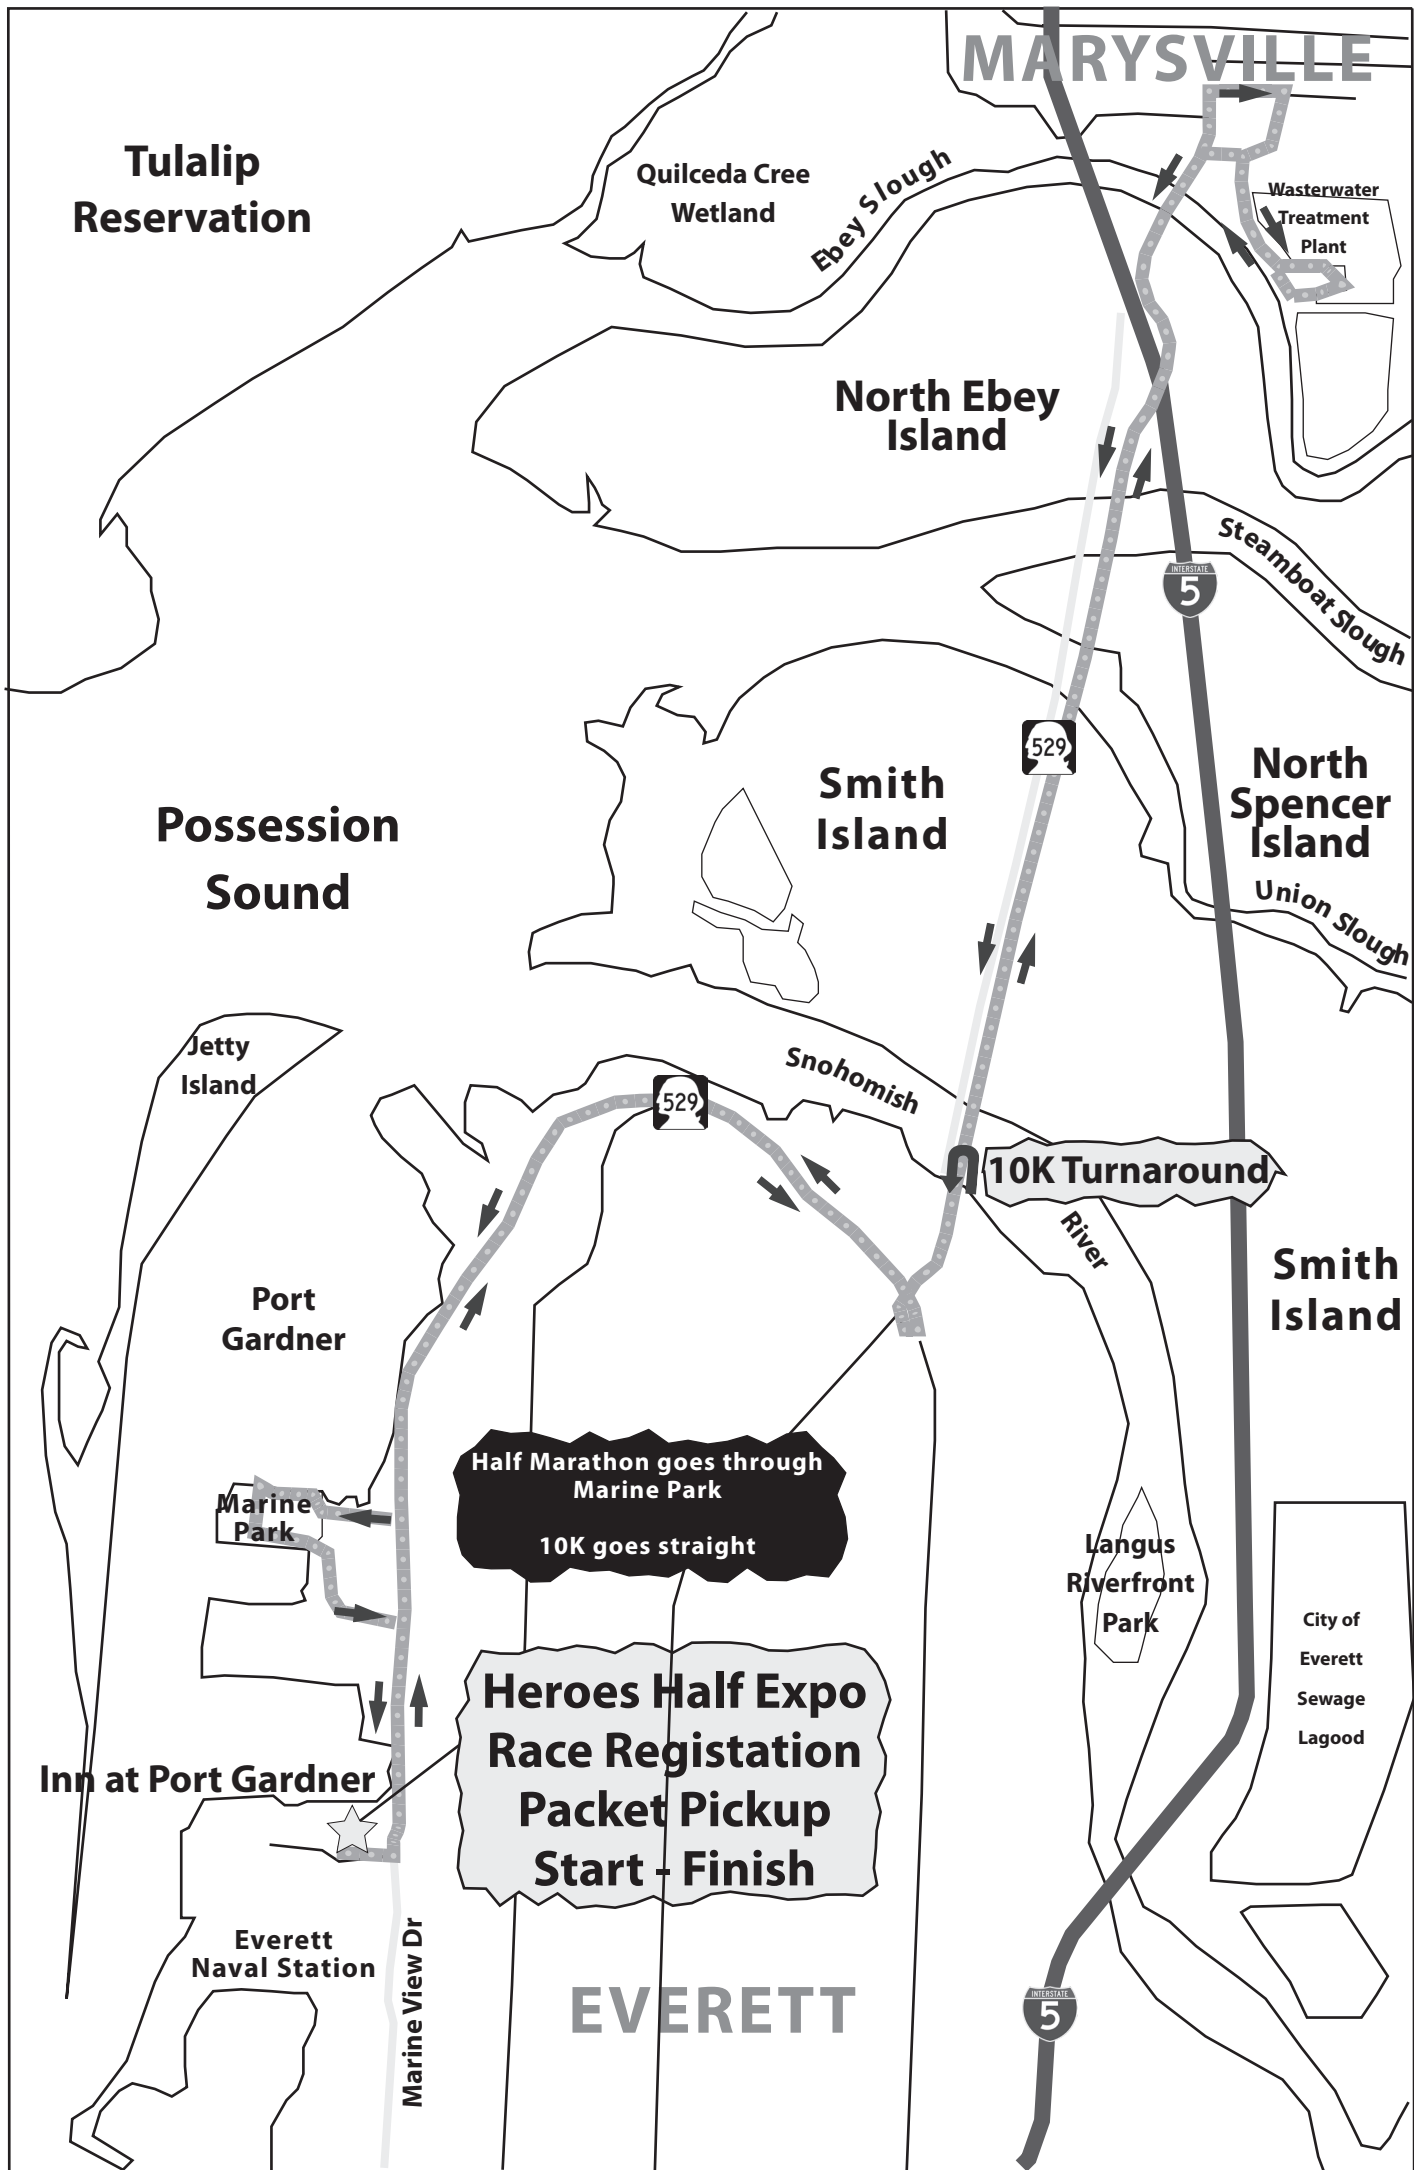 MARYSVILLE
Tulalip
Reservation
Quilceda Cree
Wetland
Ebey Slough
Wasterwater
Treatment
Plant
North Ebey
Island
Steamboat Slough
INTERSTATE
5
529
Smith
Island
North
Spencer
Island
Union Slough
Possession
Sound
Jetty
Island
529
Snohomish
10K Turnaround
River
Smith
Island
Port
Gardner
Half Marathon goes through
Marine Park
10K goes straight
Marine
Park
Langus
Riverfront
Park
City of
Everett
Sewage
Lagood
Heroes Half Expo
Race Registation
Packet Pickup
Start - Finish
Inn at Port Gardner
Everett
Naval Station
Marine View Dr
EVERETT
INTERSTATE
5